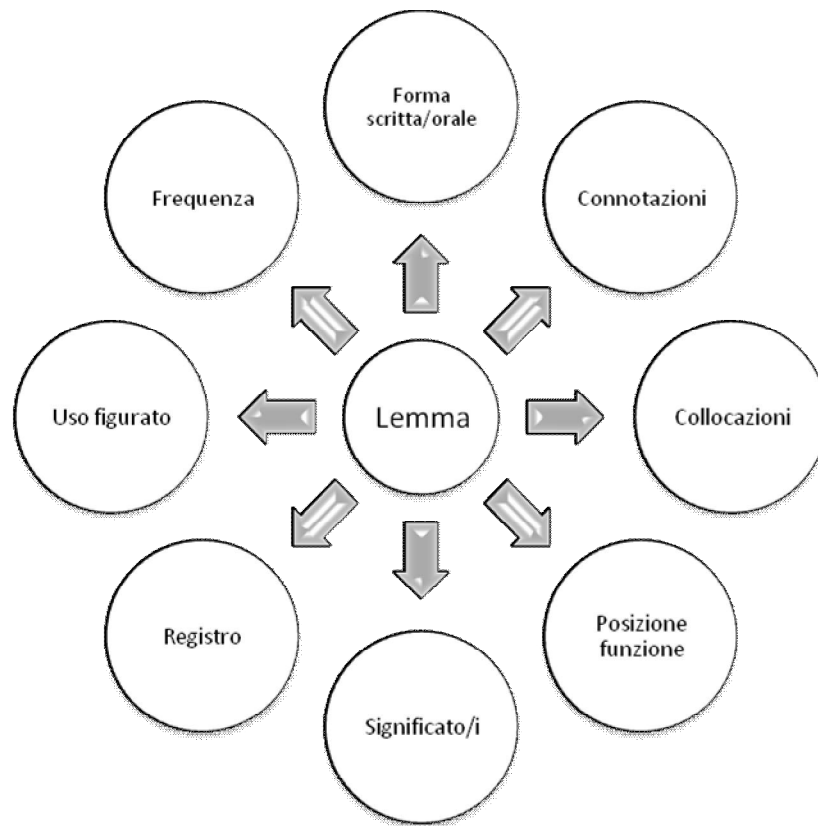 Forma
scritta/orale
Frequenza
Connotazioni
Uso figurato
Lemma
Collocazioni
Registro
Posizione
funzione
Significato/i